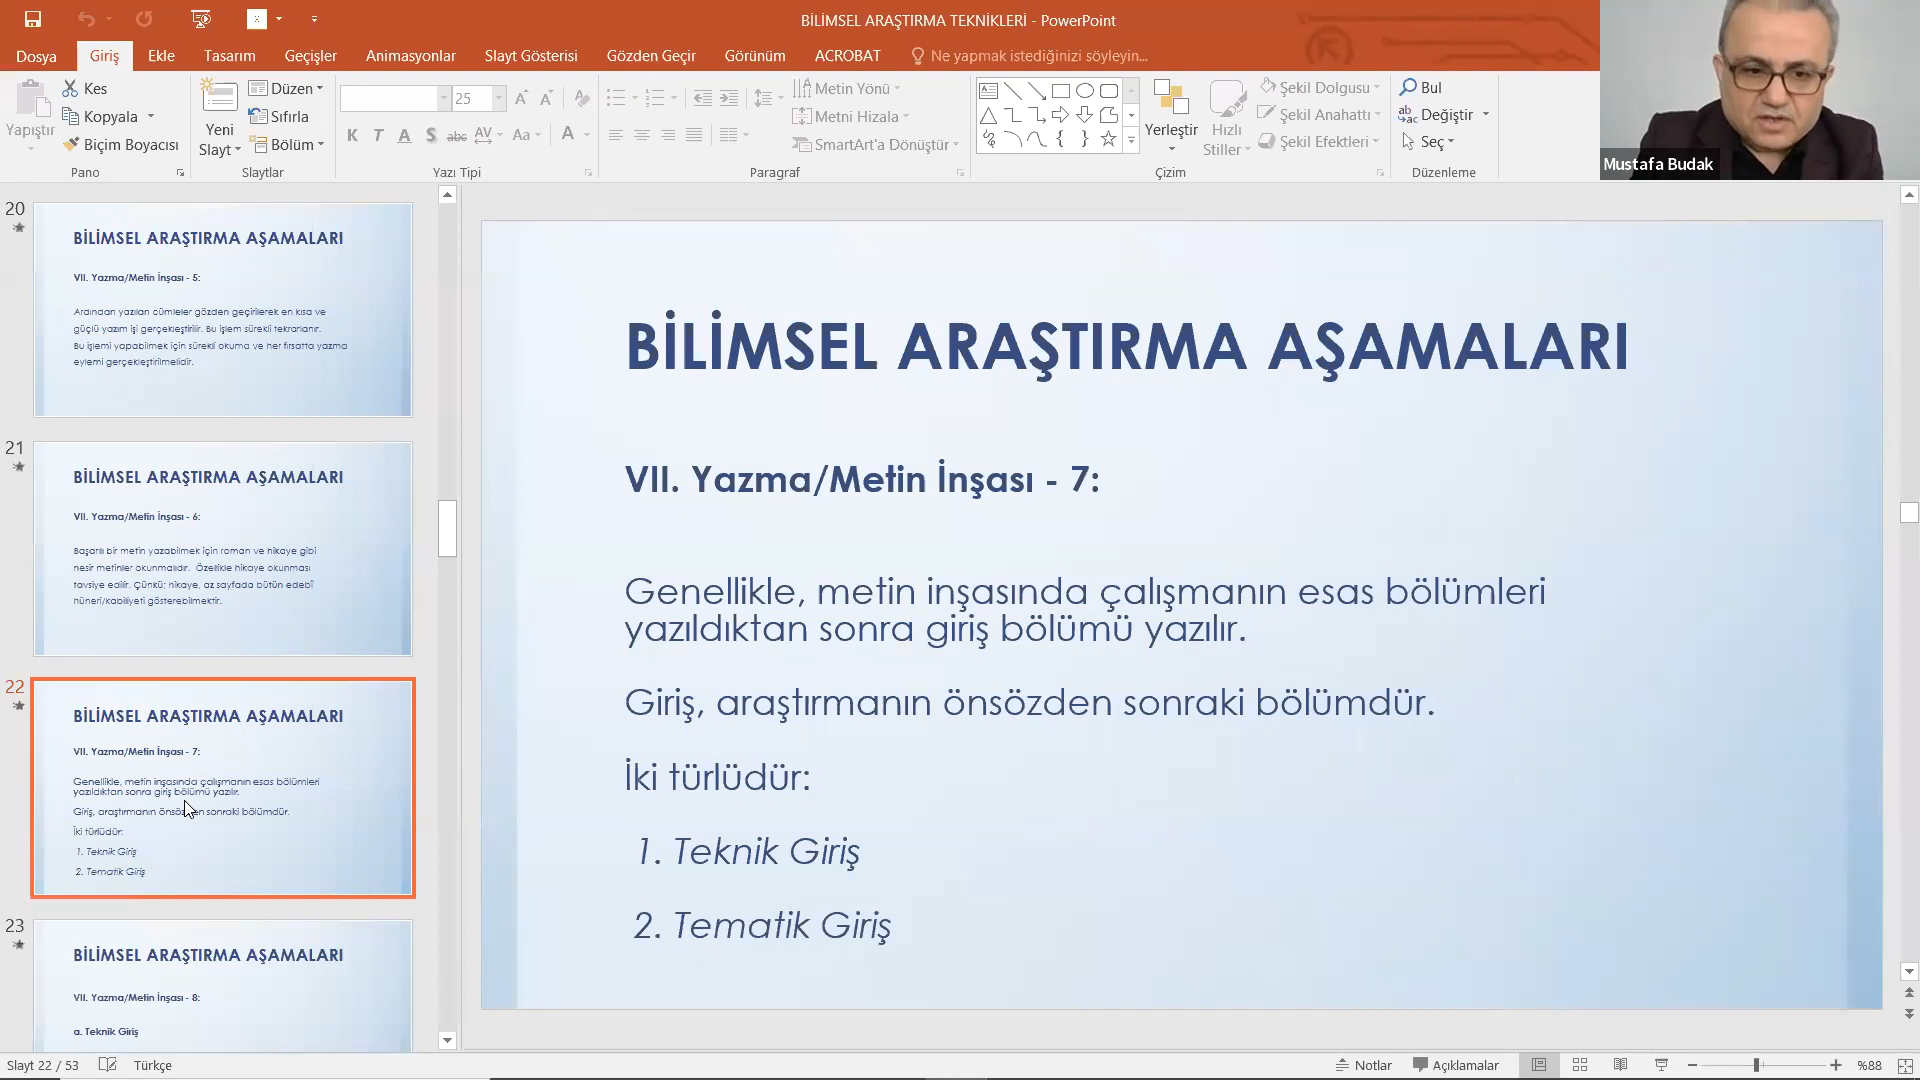 BİLİMSEL ARAŞTIRMA TEKNİKLERİ - PowerPoint
Dosya Giriş Ekle Tasarım Geçişler Animasyonlar Slayt Gösterisi Gözden Geçir Görünüm ACROBAT Ne yapmak istediğinizi söyleyin...
Yapıştır
Kes
Kopyala
Biçim Boyacısı
Pano
Yeni
Slayt
Düzen
Sıfırla
Bölüm
Slaytlar
25
K T A S abc AV Aa A
Yazı Tipi
Metin Yönü
Metni Hizala
SmartArt'a Dönüştür
Paragraf
Yerleştir
Hızlı
Stiller
Şekil Dolgusu
Şekil Anahattı
Şekil Efektleri
Çizim
Bul
Değiştir
Seç
Düzenleme
Mustafa Budak
20
BİLİMSEL ARAŞTIRMA AŞAMALARI
VII. Yazma/Metin İnşası - 5:
Ardından yazılan cümleler gözden geçirilerek en kısa ve
güçlü yazım işi gerçekleştirilir. Bu işlem sürekli tekrarlanır.
Bu işlemi yapabilmek için sürekli okuma ve her fırsatta yazma
eylemi gerçekleştirilmelidir.
21
BİLİMSEL ARAŞTIRMA AŞAMALARI
VII. Yazma/Metin İnşası - 6:
Başarılı bir metin yazabilmek için roman ve hikaye gibi
nesir metinler okunmalıdır. Özellikle hikaye okunması
tavsiye edilir. Çünkü; hikaye, az sayfada bütün edebî
hüneri/kabiliyeti gösterebilmektir.
22
BİLİMSEL ARAŞTIRMA AŞAMALARI
VII. Yazma/Metin İnşası - 7:
Genellikle, metin inşasında çalışmanın esas bölümleri
yazıldıktan sonra giriş bölümü yazılır.
Giriş, araştırmanın önsözden sonraki bölümdür.
İki türlüdür:
1. Teknik Giriş
2. Tematik Giriş
23
BİLİMSEL ARAŞTIRMA AŞAMALARI
VII. Yazma/Metin İnşası - 8:
a. Teknik Giriş
BİLİMSEL ARAŞTIRMA AŞAMALARI
VII. Yazma/Metin İnşası - 7:
Genellikle, metin inşasında çalışmanın esas bölümleri
yazıldıktan sonra giriş bölümü yazılır.
Giriş, araştırmanın önsözden sonraki bölümdür.
İki türlüdür:
1. Teknik Giriş
2. Tematik Giriş
Slayt 22 / 53 Türkçe Notlar Açıklamalar %88